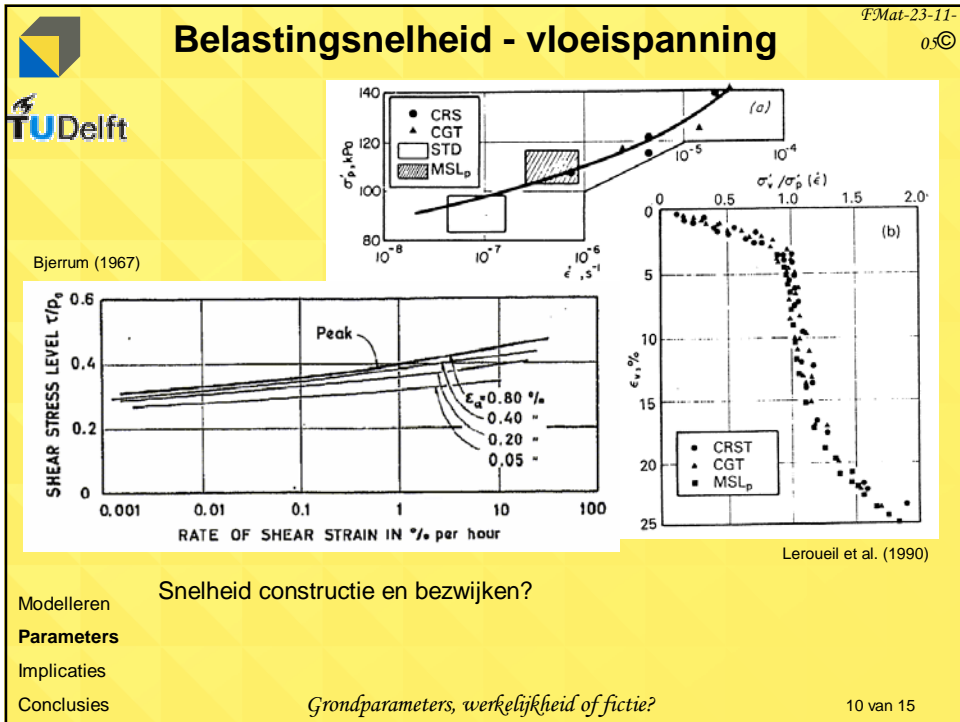 FMat-23-11-
05©
Belastingsnelheid - vloeispanning
TUDelft
140
120
100
80
σ'p, kPa
CRS
CGT
STD
MSLp
(a)
10⁻⁵
10⁻⁴
10⁻⁸
10⁻⁷
10⁻⁶
ε̇, s⁻¹
σ'v/σ'p (ε̇)
0
0.5
1.0
1.5
2.0
(b)
0
5
10
15
20
25
εv, %
CRST
CGT
MSLp
Leroueil et al. (1990)
Bjerrum (1967)
SHEAR STRESS LEVEL τ/p₀
0.6
0.4
0.2
0
Peak
εa=0.80 %
0.40 "
0.20 "
0.05 "
0.001
0.01
0.1
1
10
100
RATE OF SHEAR STRAIN IN % per hour
Snelheid constructie en bezwijken?
Modelleren
Parameters
Implicaties
Conclusies
Grondparameters, werkelijkheid of fictie?
10 van 15